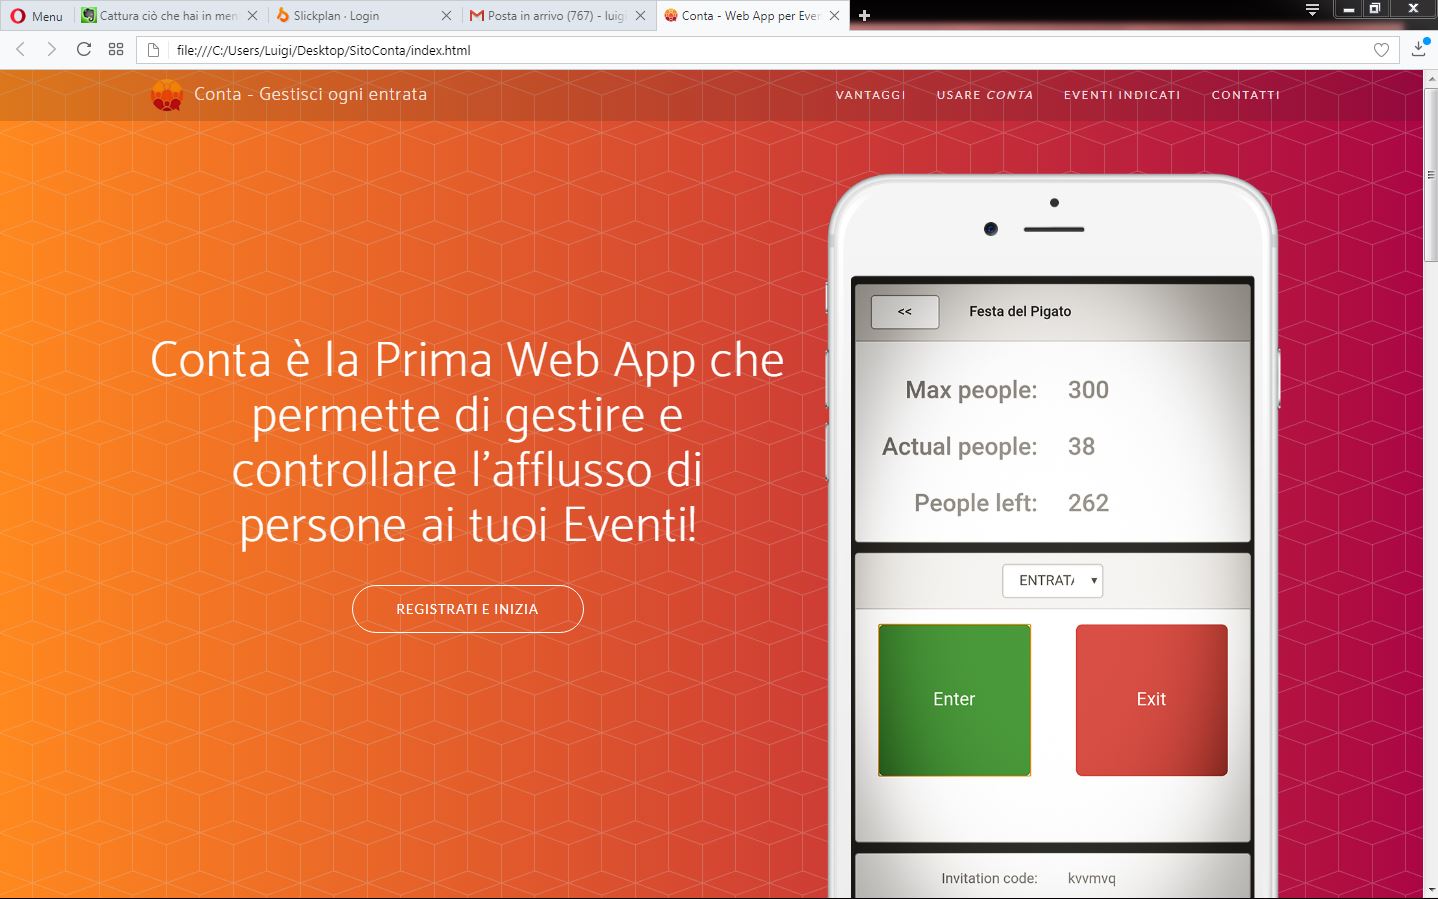 Menu
Cattura ciò che hai in men
Slickplan · Login
Posta in arrivo (767) - luigi
Conta - Web App per Even
file:///C:/Users/Luigi/Desktop/SitoConta/index.html
Conta - Gestisci ogni entrata
VANTAGGI
USARE CONTA
EVENTI INDICATI
CONTATTI
Conta è la Prima Web App che
permette di gestire e
controllare l'afflusso di
persone ai tuoi Eventi!
REGISTRATI E INIZIA
<< Festa del Pigato
Max people: 300
Actual people: 38
People left: 262
ENTRATA
Enter
Exit
Invitation code: kvvmvq